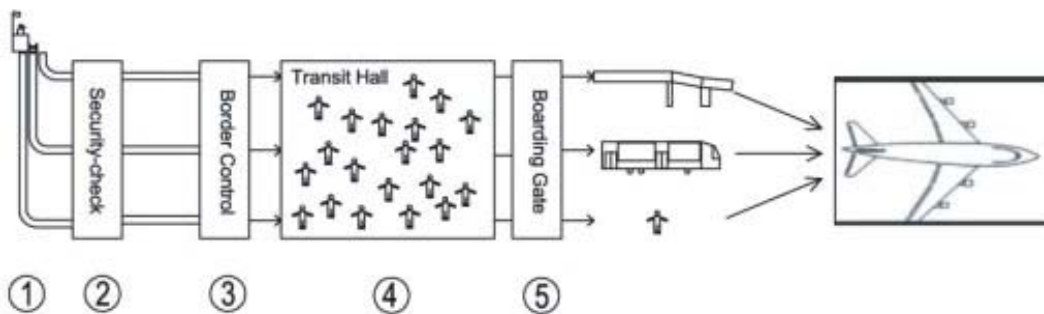 Transit Hall
Security-check
Border Control
Boarding Gate
① ② ③ ④ ⑤